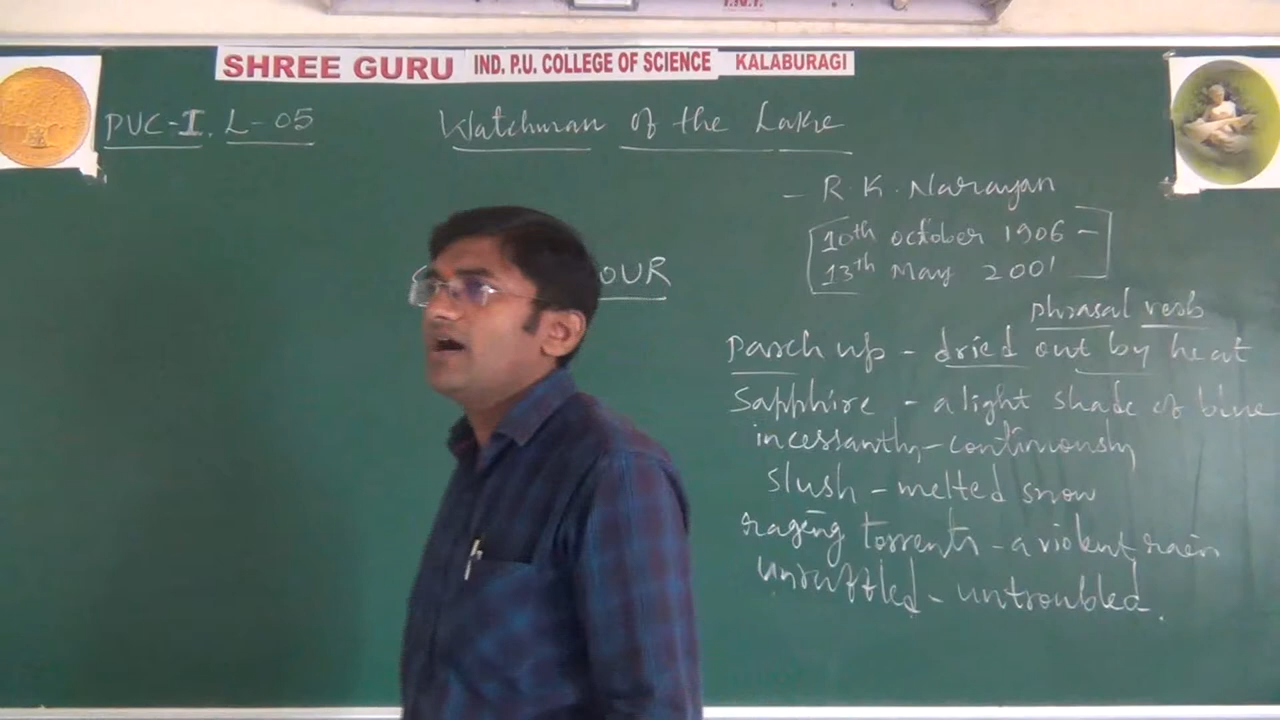 T.N.T.
SHREE GURU IND. P.U. COLLEGE OF SCIENCE KALABURAGI
PUC-I. L-05 Watchman of the Lake
- R.K. Narayan
[10th october 1906 -
13th May 2001]
OUR
phrasal verb
parch up - dried out by heat
Sapphire - a light shade of blue
incessantly - continuously
slush - melted snow
raging torrents - a violent rain
unruffled - untroubled.